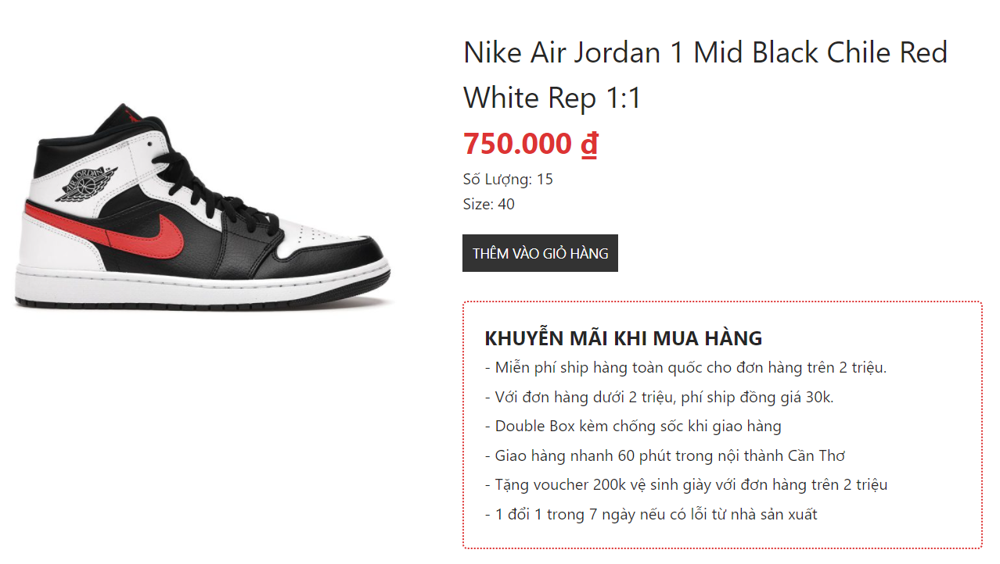 Nike Air Jordan 1 Mid Black Chile Red
White Rep 1:1
750.000 ₫
Số Lượng: 15
Size: 40
THÊM VÀO GIỎ HÀNG
KHUYỄN MÃI KHI MUA HÀNG
- Miễn phí ship hàng toàn quốc cho đơn hàng trên 2 triệu.
- Với đơn hàng dưới 2 triệu, phí ship đồng giá 30k.
- Double Box kèm chống sốc khi giao hàng
- Giao hàng nhanh 60 phút trong nội thành Cần Thơ
- Tặng voucher 200k vệ sinh giày với đơn hàng trên 2 triệu
- 1 đổi 1 trong 7 ngày nếu có lỗi từ nhà sản xuất
AIR JORDAN